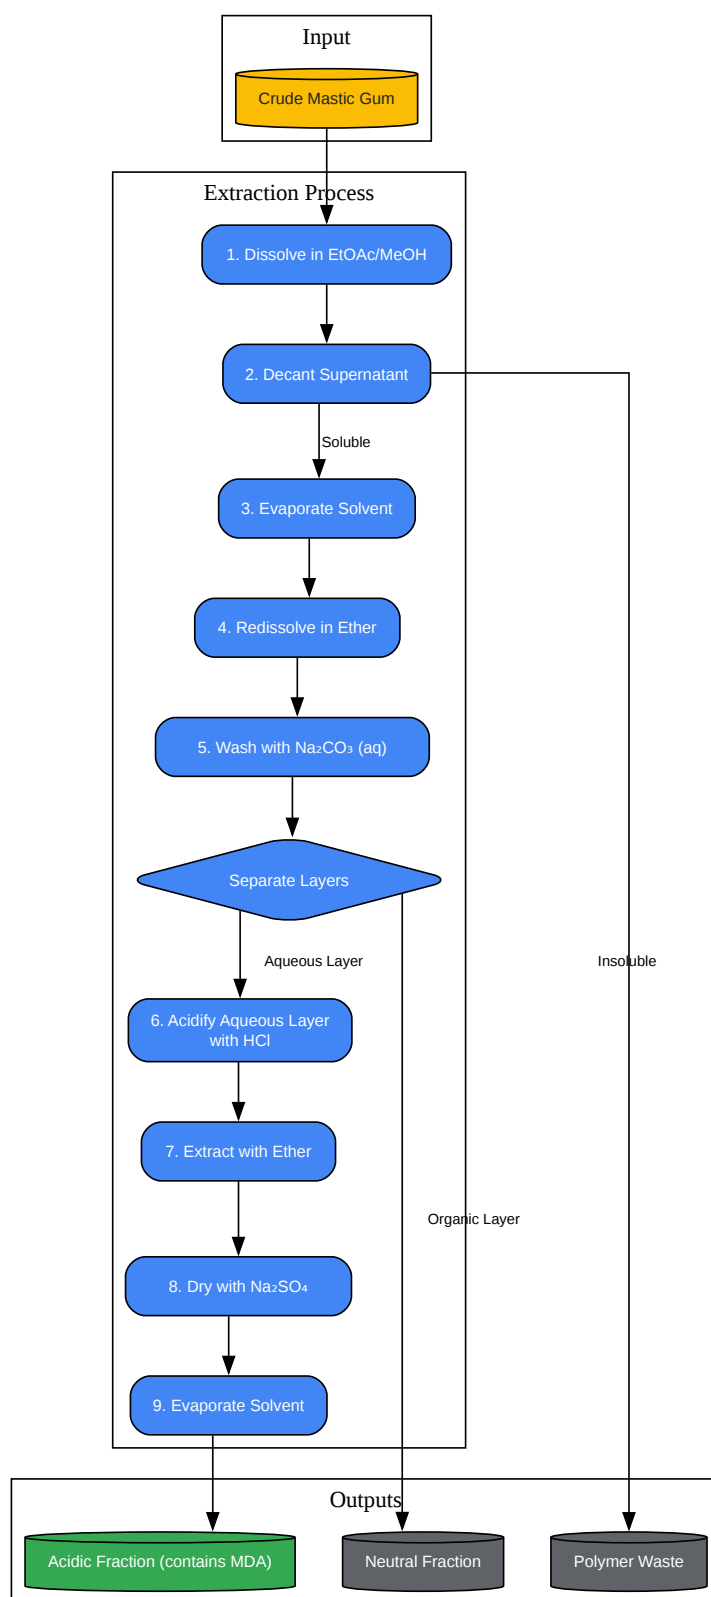 Input
Crude Mastic Gum
Extraction Process
1. Dissolve in EtOAc/MeOH
2. Decant Supernatant
Soluble
3. Evaporate Solvent
4. Redissolve in Ether
5. Wash with Na₂CO₃ (aq)
Separate Layers
Aqueous Layer
Insoluble
6. Acidify Aqueous Layer
with HCl
7. Extract with Ether
Organic Layer
8. Dry with Na₂SO₄
9. Evaporate Solvent
Outputs
Acidic Fraction (contains MDA)
Neutral Fraction
Polymer Waste